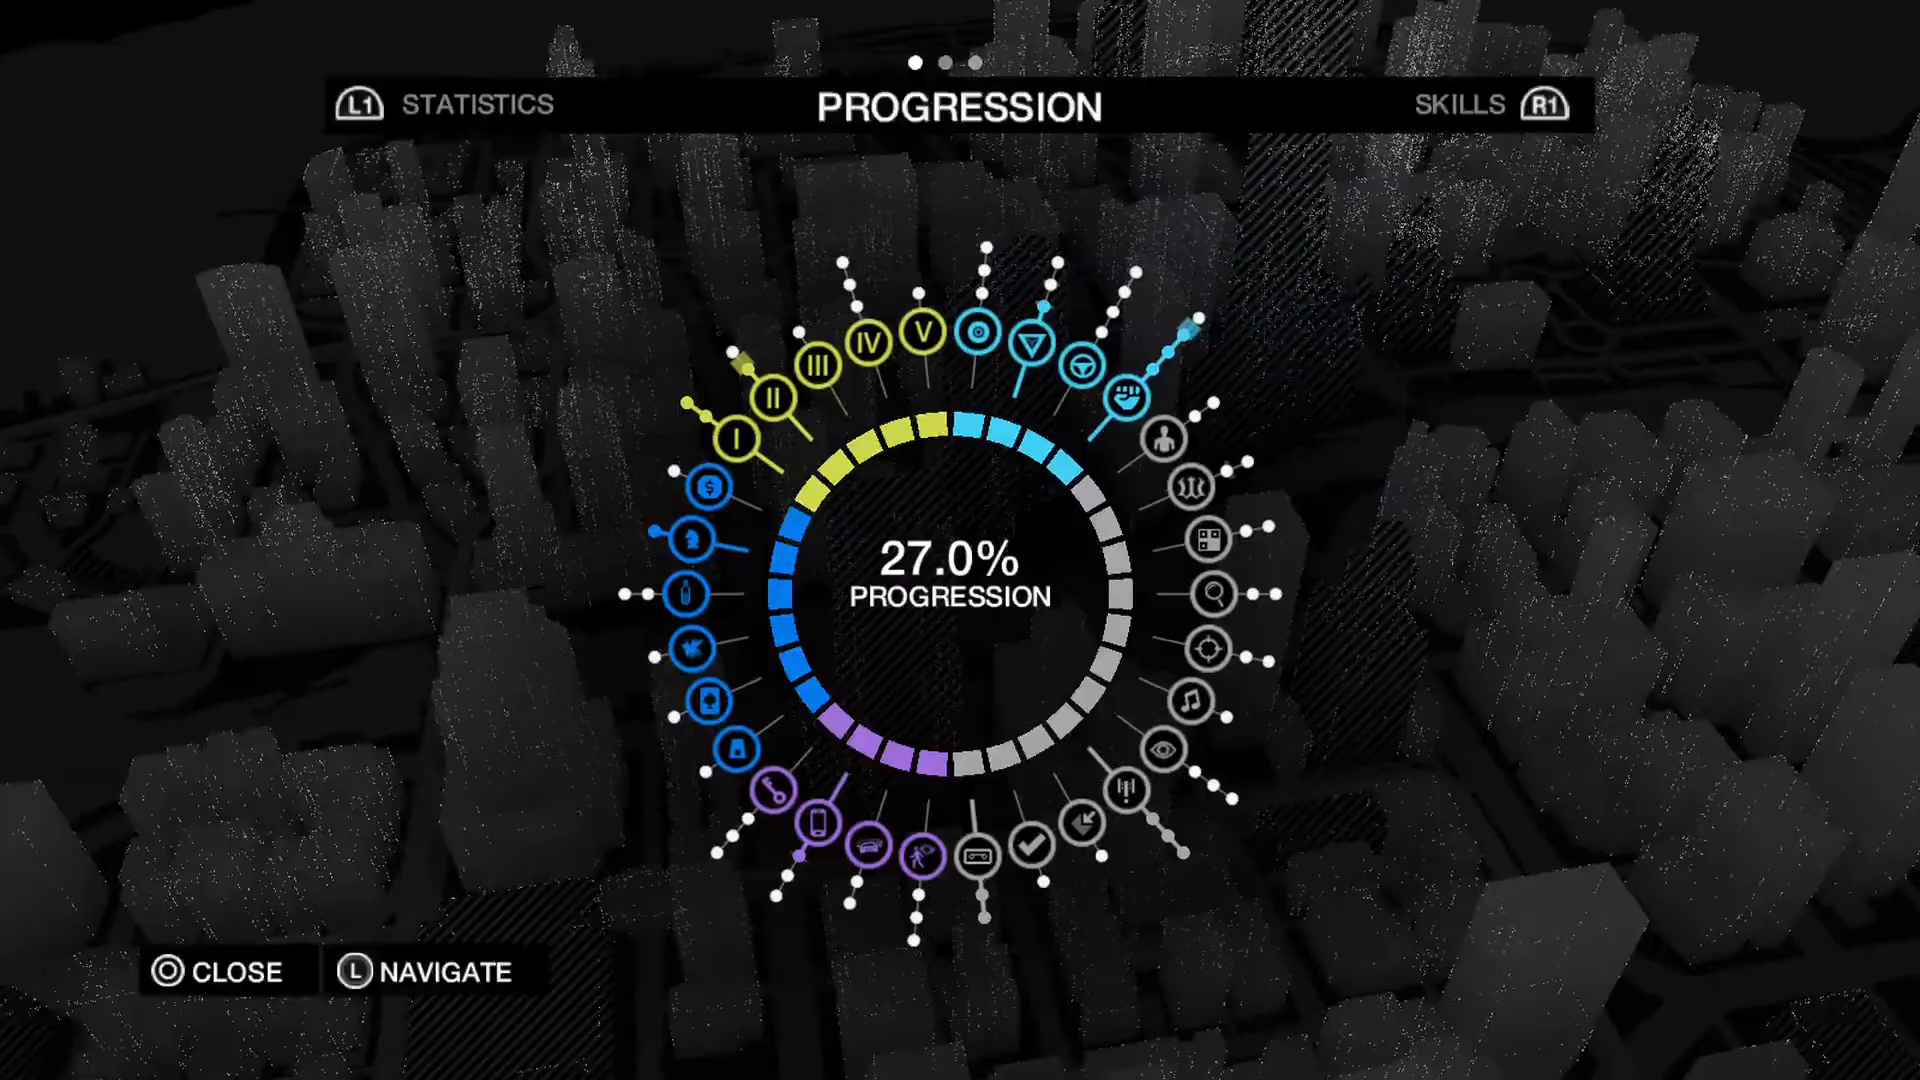 L1 STATISTICS
PROGRESSION
SKILLS R1
I
II
III
IV
V
$
27.0%
PROGRESSION
CLOSE
L NAVIGATE